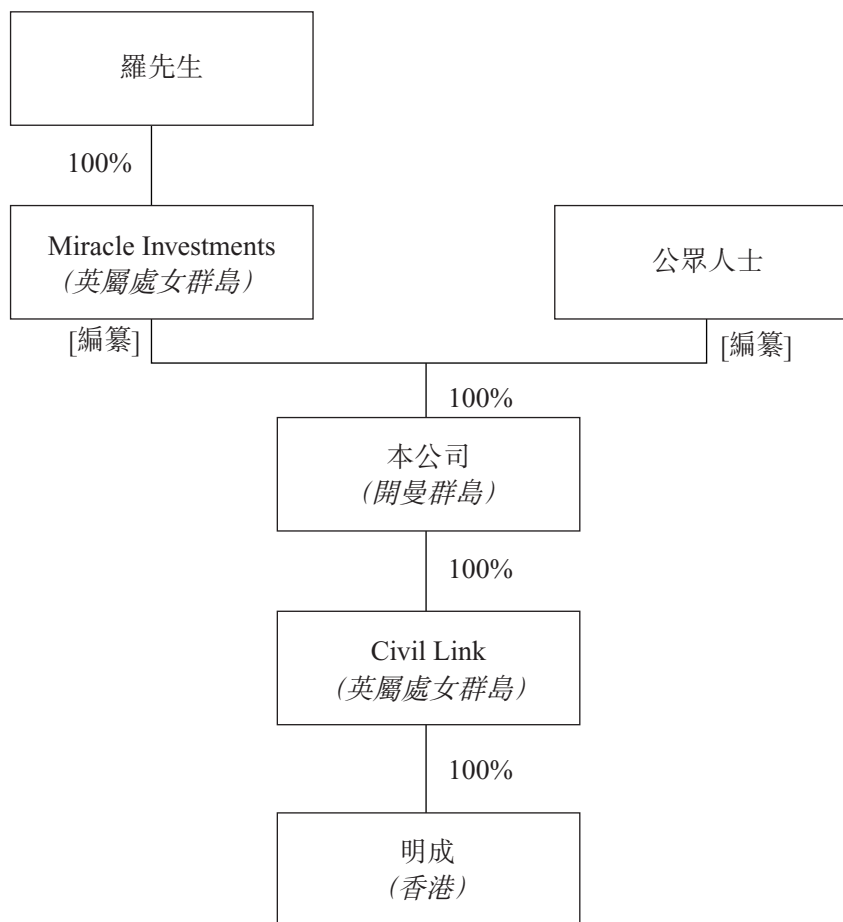 羅先生
100%
Miracle Investments
(英屬處女群島)
公眾人士
[編纂]
[編纂]
100%
本公司
(開曼群島)
100%
Civil Link
(英屬處女群島)
100%
明成
(香港)